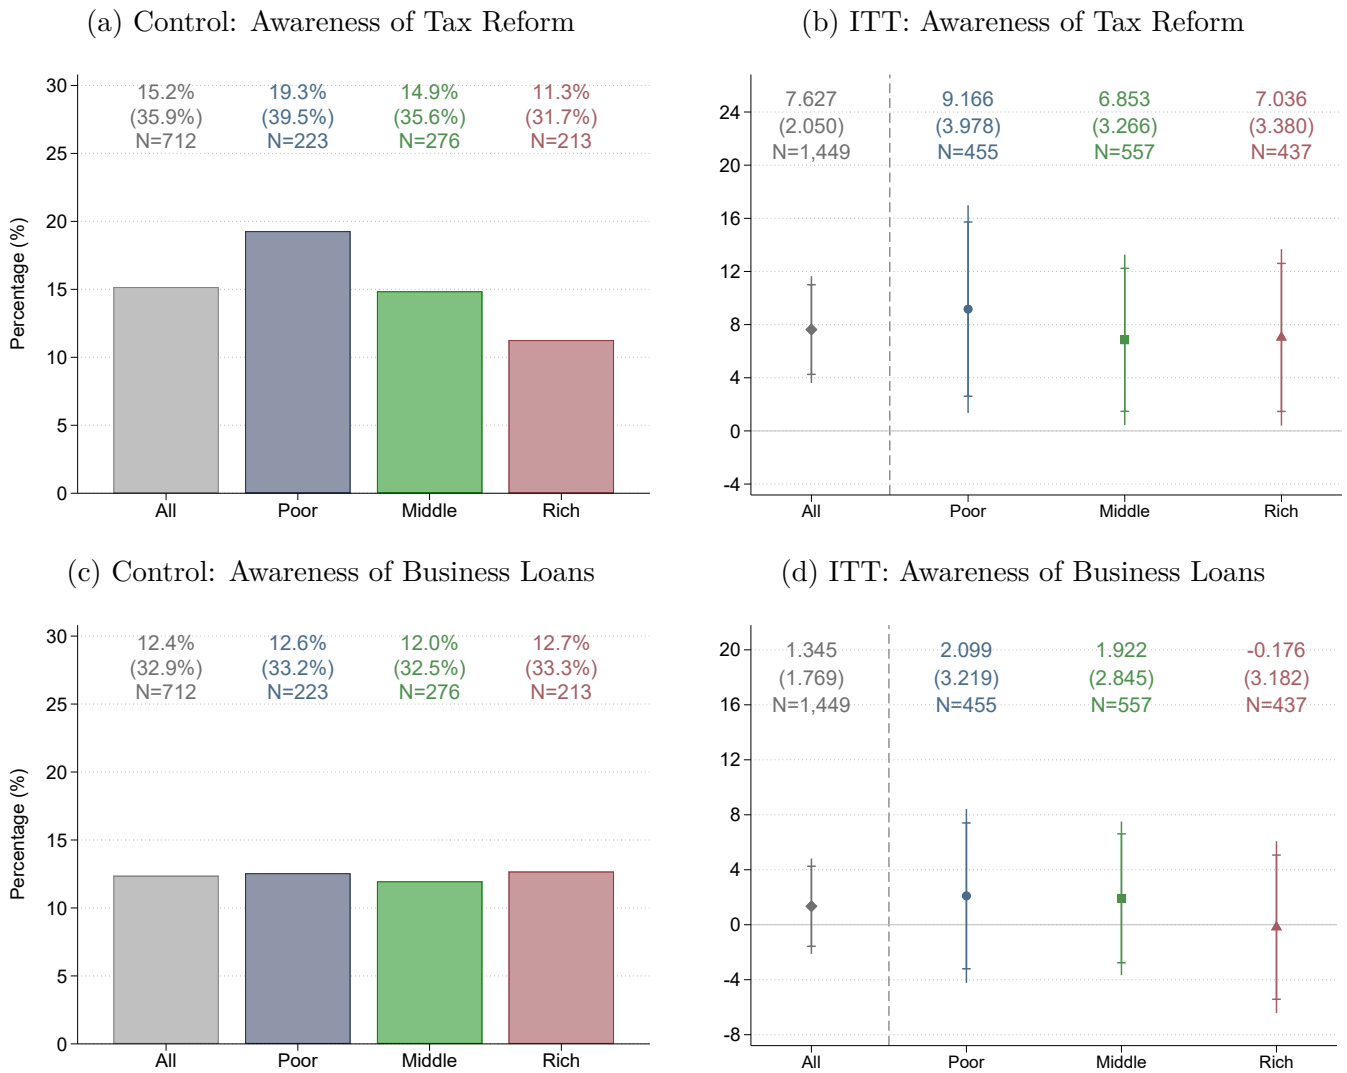 (a) Control: Awareness of Tax Reform
30
25
20
15
10
5
0
Percentage (%)
15.2% 19.3% 14.9% 11.3%
(35.9%) (39.5%) (35.6%) (31.7%)
N=712 N=223 N=276 N=213
All Poor Middle Rich
(b) ITT: Awareness of Tax Reform
24
20
16
12
8
4
0
-4
7.627 9.166 6.853 7.036
(2.050) (3.978) (3.266) (3.380)
N=1,449 N=455 N=557 N=437
All Poor Middle Rich
(c) Control: Awareness of Business Loans
30
25
20
15
10
5
0
Percentage (%)
12.4% 12.6% 12.0% 12.7%
(32.9%) (33.2%) (32.5%) (33.3%)
N=712 N=223 N=276 N=213
All Poor Middle Rich
(d) ITT: Awareness of Business Loans
20
16
12
8
4
0
-4
-8
1.345 2.099 1.922 -0.176
(1.769) (3.219) (2.845) (3.182)
N=1,449 N=455 N=557 N=437
All Poor Middle Rich